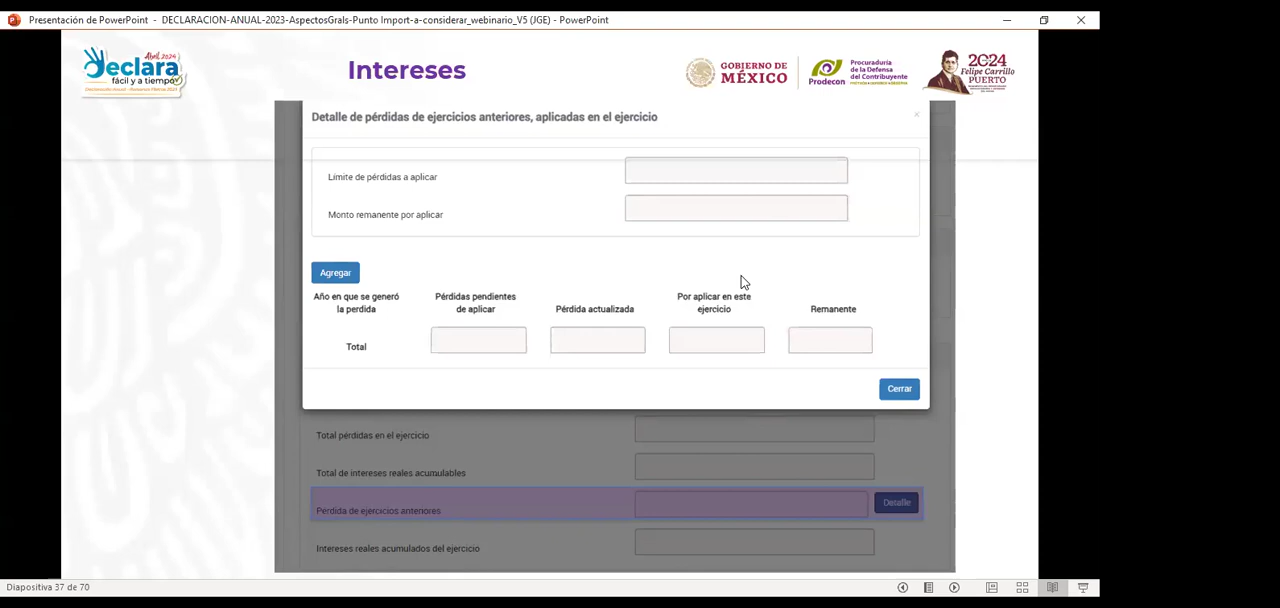 Presentación de PowerPoint - DECLARACION-ANUAL-2023-AspectosGrals-Punto Import-a-considerar_webinario_V5 (JGE) - PowerPoint
Abril 2024
Declara
fácil y a tiempo
Intereses
GOBIERNO DE
MÉXICO
Prodecon
Procuraduría
de la Defensa
del Contribuyente
2024
Felipe Carrillo
PUERTO
Detalle de pérdidas de ejercicios anteriores, aplicadas en el ejercicio
×
Límite de pérdidas a aplicar
Monto remanente por aplicar
Agregar
Año en que se generó
la perdida
Pérdidas pendientes
de aplicar
Pérdida actualizada
Por aplicar en este
ejercicio
Remanente
Total
Cerrar
Total pérdidas en el ejercicio
Total de intereses reales acumulables
Pérdida de ejercicios anteriores
Detalle
Intereses reales acumulados del ejercicio
Diapositiva 37 de 70